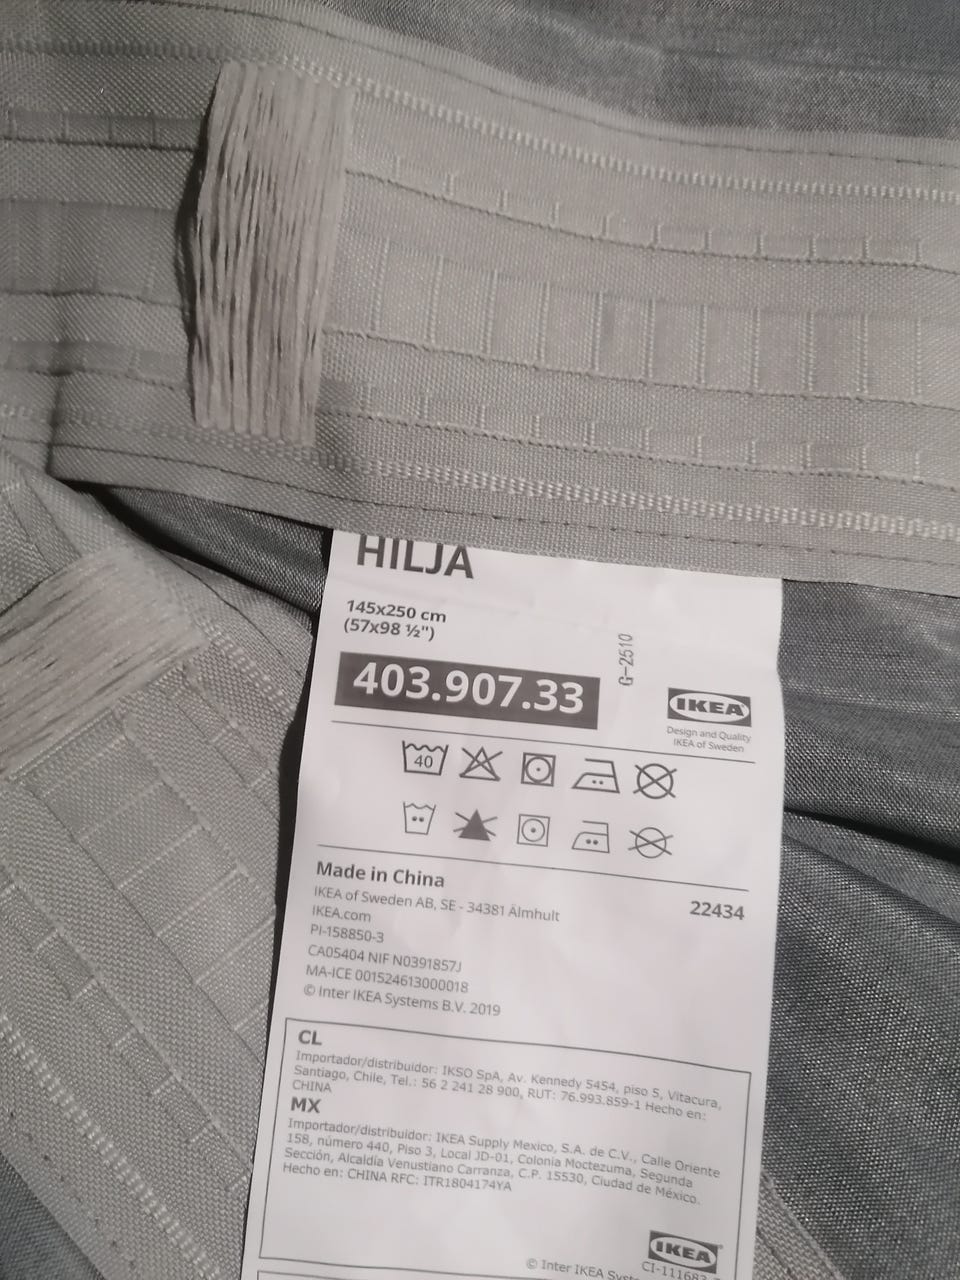 HILJA
145x250 cm
(57x98 ½")
G-2510
403.907.33
IKEA
Design and Quality
IKEA of Sweden
40
Made in China
22434
IKEA of Sweden AB, SE - 34381 Älmhult
IKEA.com
PI-158850-3
CA05404 NIF N0391857J
MA-ICE 001524613000018
© Inter IKEA Systems B.V. 2019
CL
Importador/distribuidor: IKSO SpA, Av. Kennedy 5454, piso 5, Vitacura,
Santiago, Chile, Tel.: 56 2 241 28 900, RUT: 76.993.859-1 Hecho en:
CHINA
MX
Importador/distribuidor: IKEA Supply Mexico, S.A. de C.V., Calle Oriente
158, número 440, Piso 3, Local JD-01, Colonia Moctezuma, Segunda
Sección, Alcaldía Venustiano Carranza, C.P. 15530, Ciudad de México.
Hecho en: CHINA RFC: ITR1804174YA
IKEA
© Inter IKEA